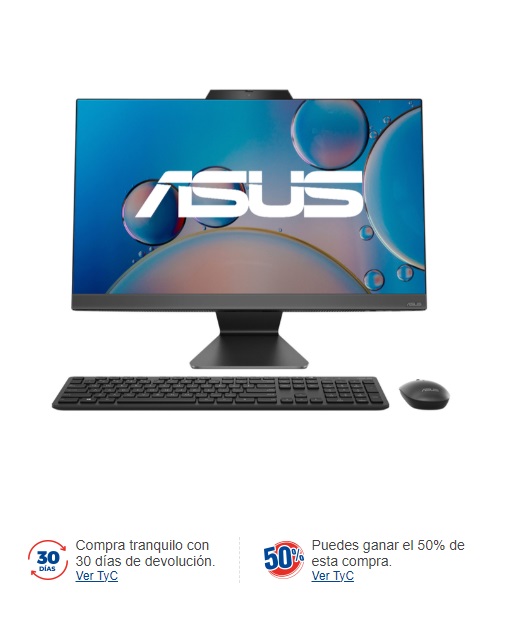 ASUS
ASUS
ASUS
30
DÍAS
Compra tranquilo con
30 días de devolución.
Ver TyC
50%
Puedes ganar el 50% de
esta compra.
Ver TyC